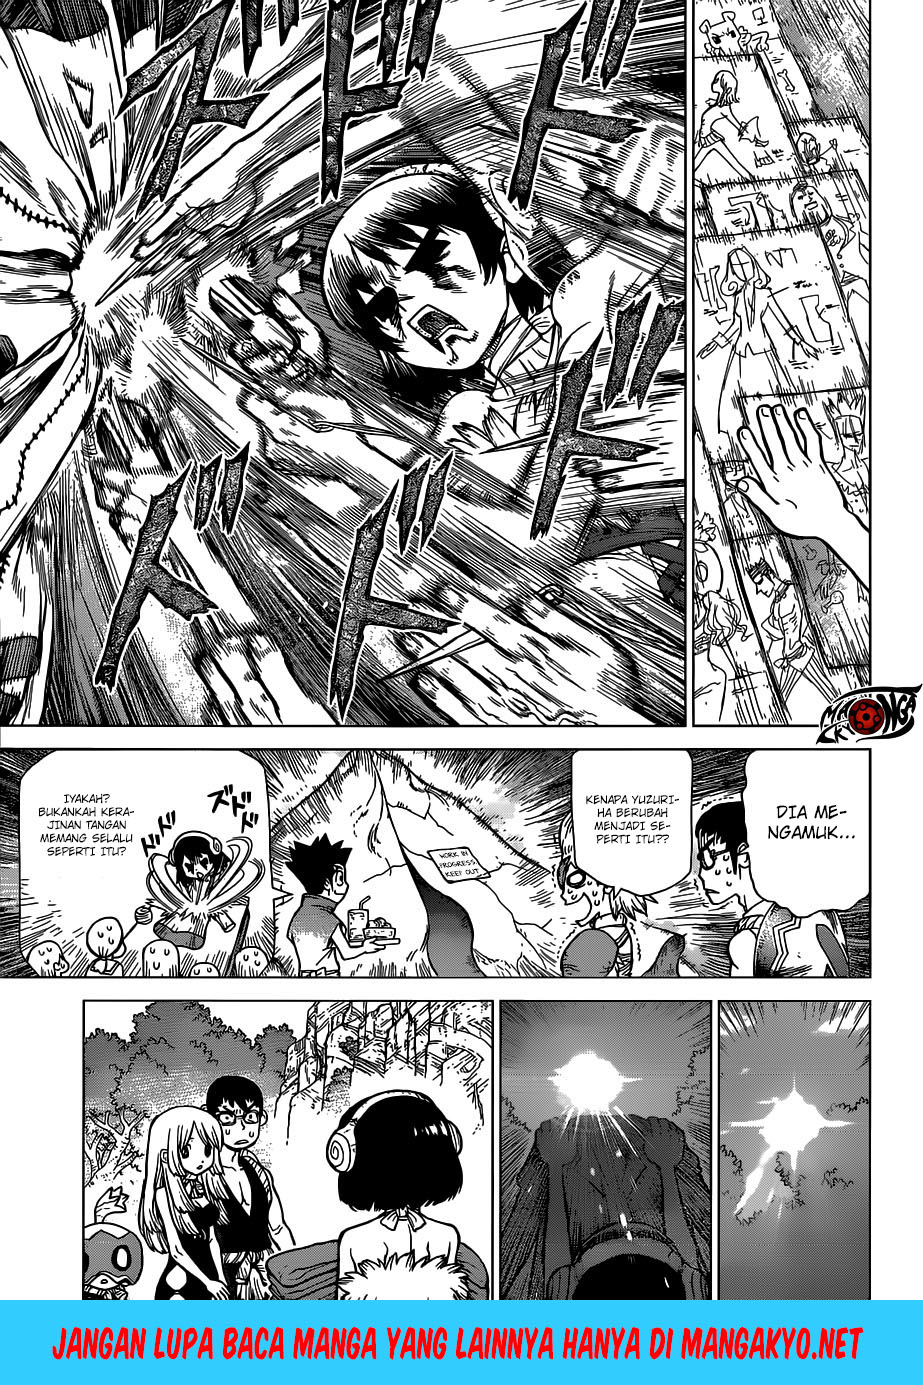 ドドドドドドド
MANGA
KYO
DIA ME-
NGAMUK...
KENAPA YUZURI-
HA BERUBAH
MENJADI SE-
PERTI ITU??
WORK IN
PROGRESS
KEEP OUT
IYAKAH?
BUKANKAH KERA-
JINAN TANGAN
MEMANG SELALU
SEPERTI ITU?
ズドド
ズドド
JANGAN LUPA BACA MANGA YANG LAINNYA HANYA DI MANGAKYO.NET